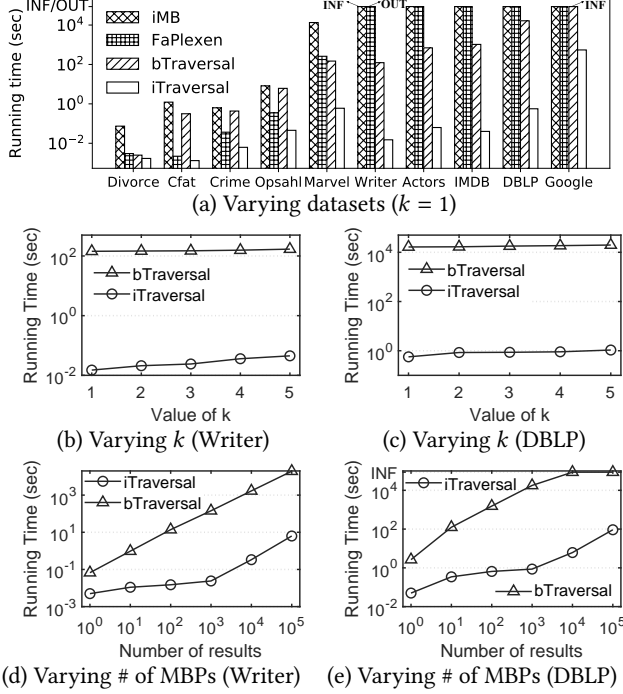 INF/OUT
10^4
10^2
10^0
10^-2
Running time (sec)
iMB
FaPlexen
bTraversal
iTraversal
INF
OUT
INF
Divorce Cfat Crime Opsahl Marvel Writer Actors IMDB DBLP Google
(a) Varying datasets (k = 1)
Running Time (sec)
10^2
10^0
10^-2
bTraversal
iTraversal
1 2 3 4 5
Value of k
(b) Varying k (Writer)
Running Time (sec)
10^4
10^2
10^0
bTraversal
iTraversal
1 2 3 4 5
Value of k
(c) Varying k (DBLP)
Running Time (sec)
10^3
10^1
10^-1
10^-3
iTraversal
bTraversal
10^0 10^1 10^2 10^3 10^4 10^5
Number of results
(d) Varying # of MBPs (Writer)
Running Time (sec)
INF
10^2
10^0
10^-2
iTraversal
bTraversal
10^0 10^1 10^2 10^3 10^4 10^5
Number of results
(e) Varying # of MBPs (DBLP)